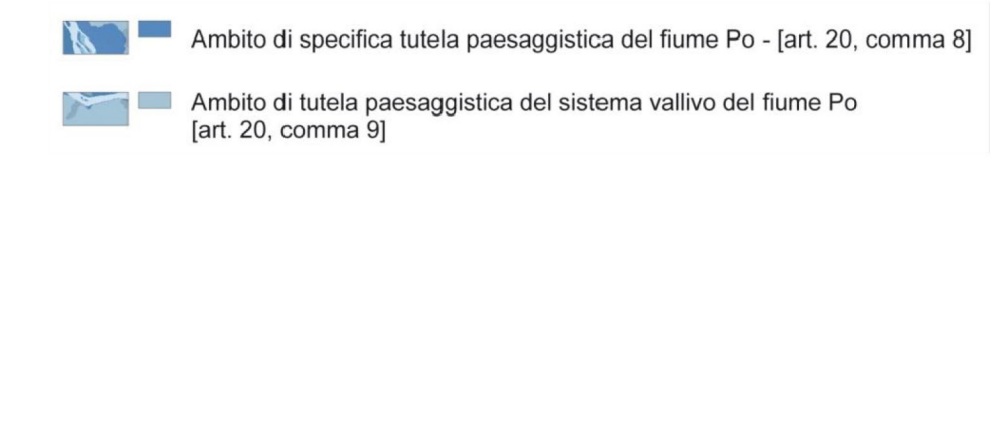 Ambito di specifica tutela paesaggistica del fiume Po - [art. 20, comma 8]
Ambito di tutela paesaggistica del sistema vallivo del fiume Po
[art. 20, comma 9]